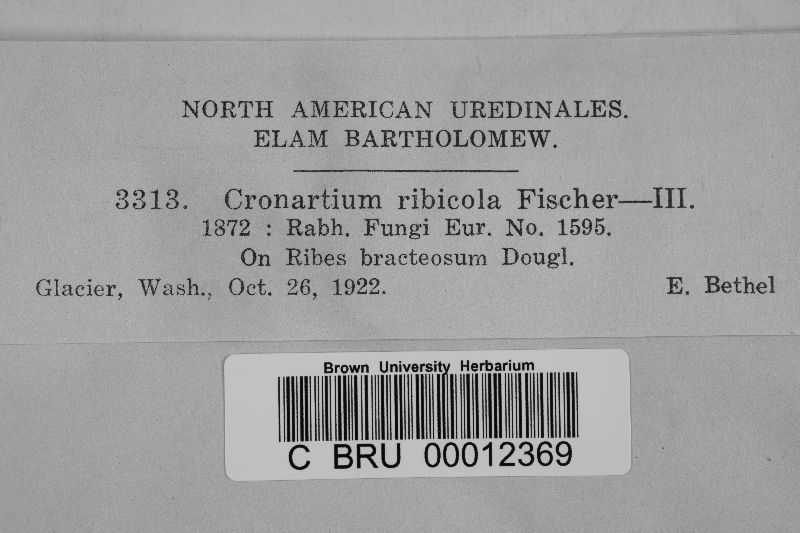 NORTH AMERICAN UREDINALES.
ELAM BARTHOLOMEW.
3313. Cronartium ribicola Fischer—III.
1872 : Rabh. Fungi Eur. No. 1595.
On Ribes bracteosum Dougl.
Glacier, Wash., Oct. 26, 1922. E. Bethel
Brown University Herbarium
C BRU 00012369